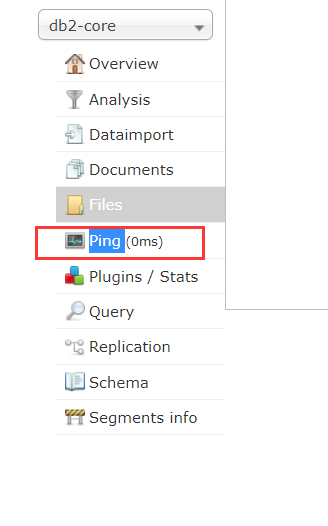 db2-core
Overview
Analysis
Dataimport
Documents
Files
Ping (0ms)
Plugins / Stats
Query
Replication
Schema
Segments info